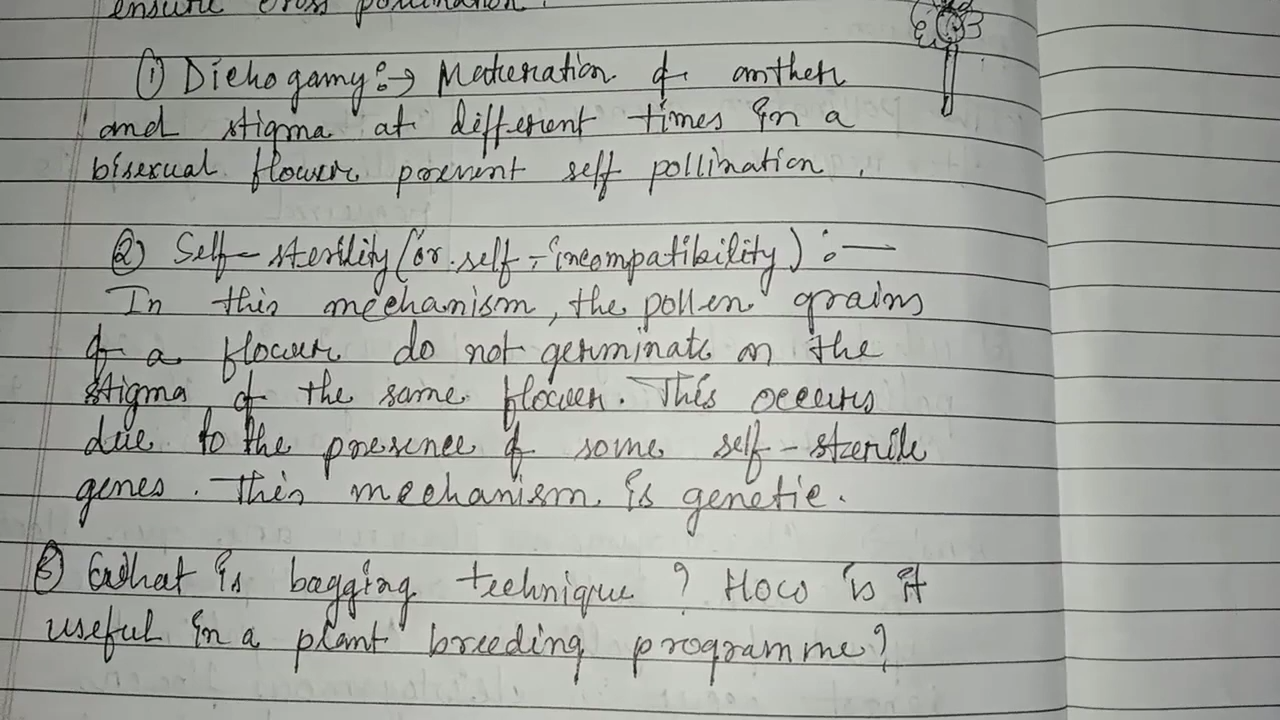 ensure cross pollination.
① Dichogamy :→ Maturation of anther
and stigma at different times in a
bisexual flower prevent self pollination.
② Self-sterility (or self-incompatibility) :—
In this mechanism, the pollen grains
of a flower do not germinate on the
stigma of the same flower. This occurs
due to the presence of some self-sterile
genes. This mechanism is genetic.
What is bagging technique? How is it
useful in a plant breeding programme?